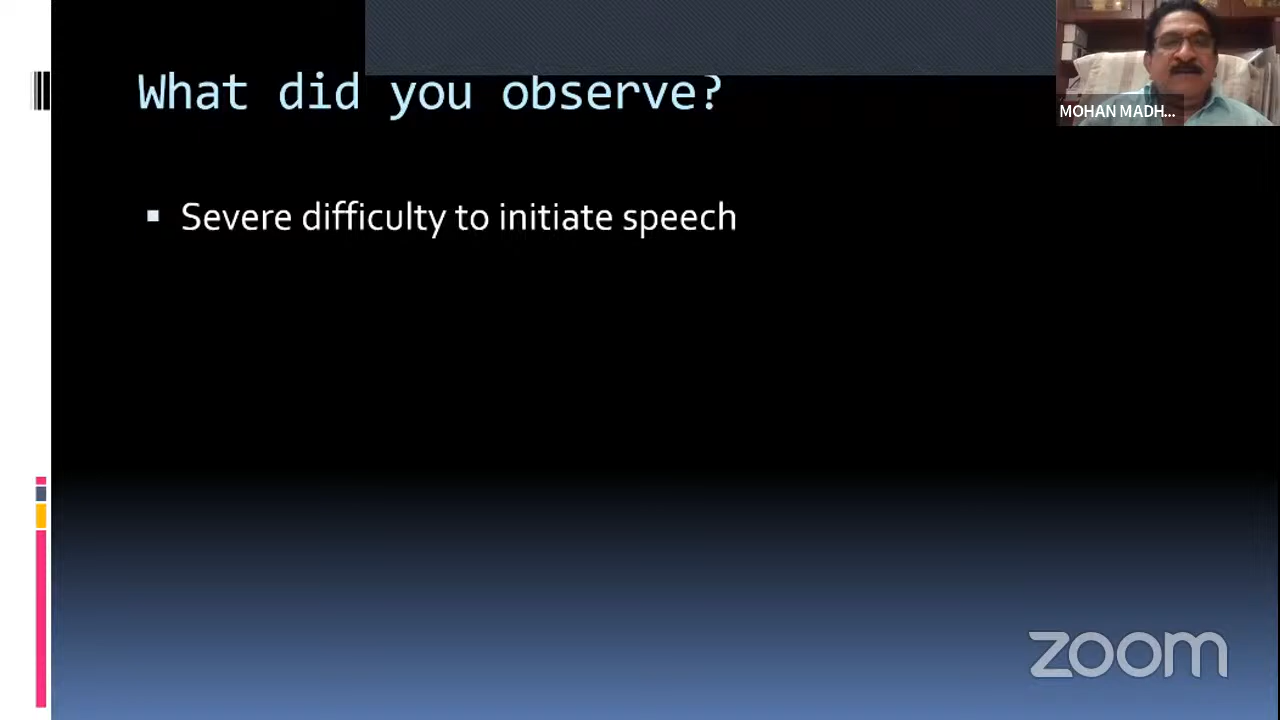 What did you observe?
MOHAN MADH...
Severe difficulty to initiate speech
zoom